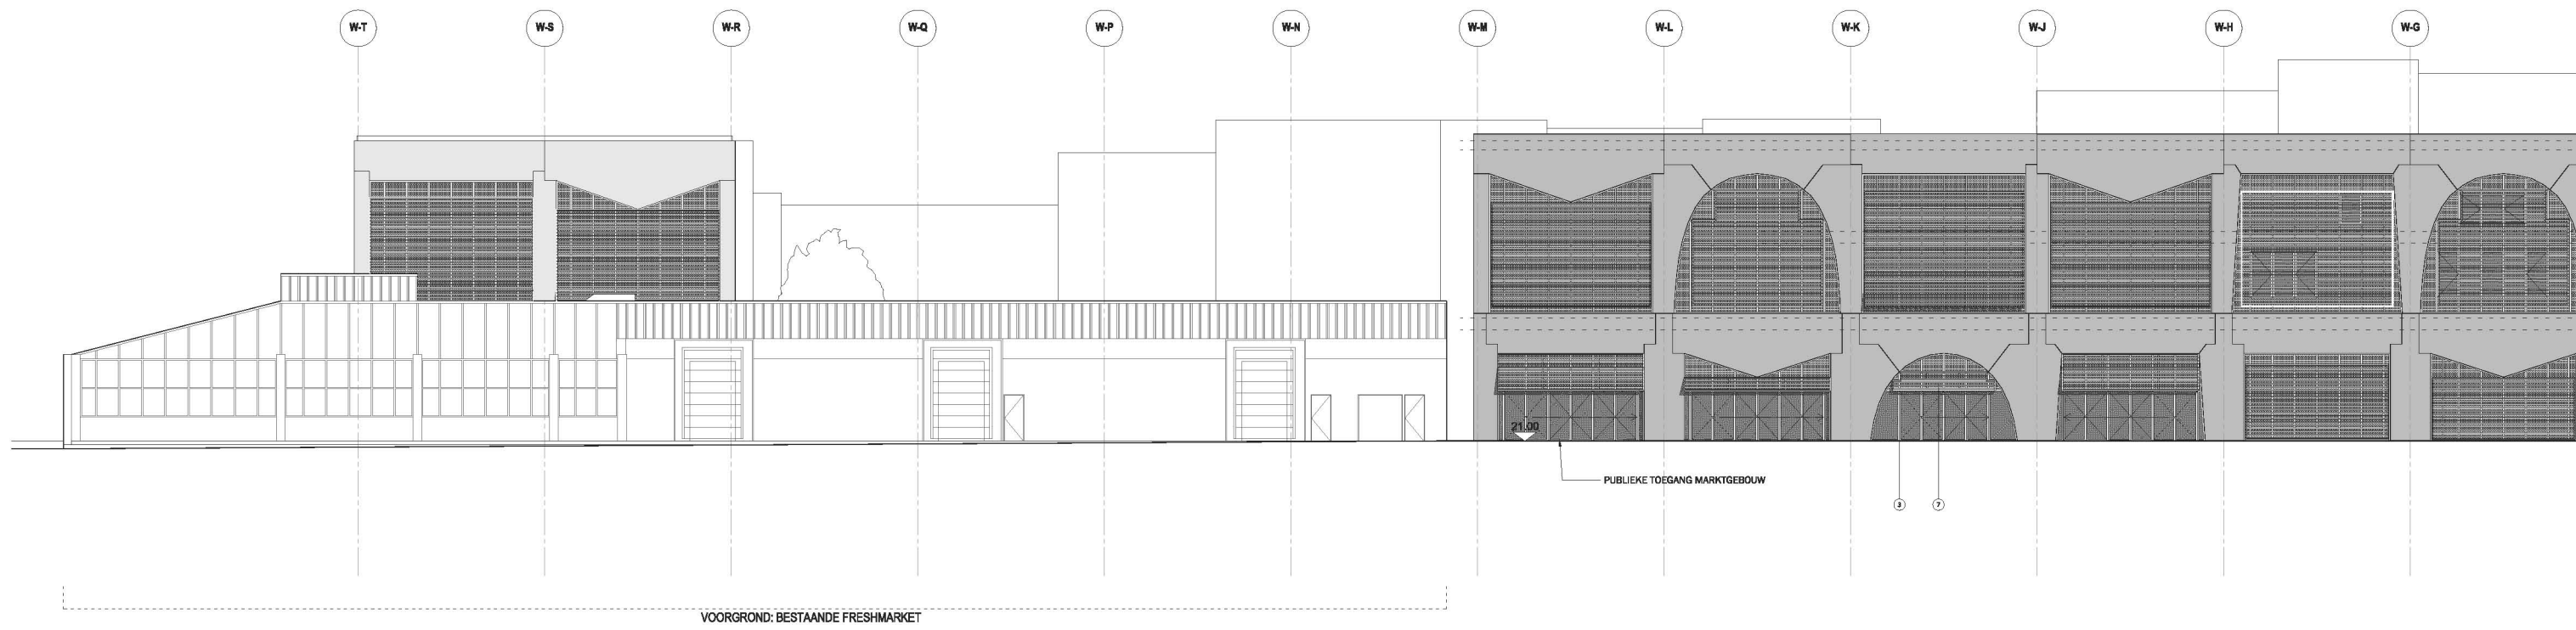 W-T
W-S
W-R
W-Q
W-P
W-N
W-M
W-L
W-K
W-J
W-H
W-G
21.00
PUBLIEKE TOEGANG MARKTGEBOUW
3
7
VOORGROND: BESTAANDE FRESHMARKET